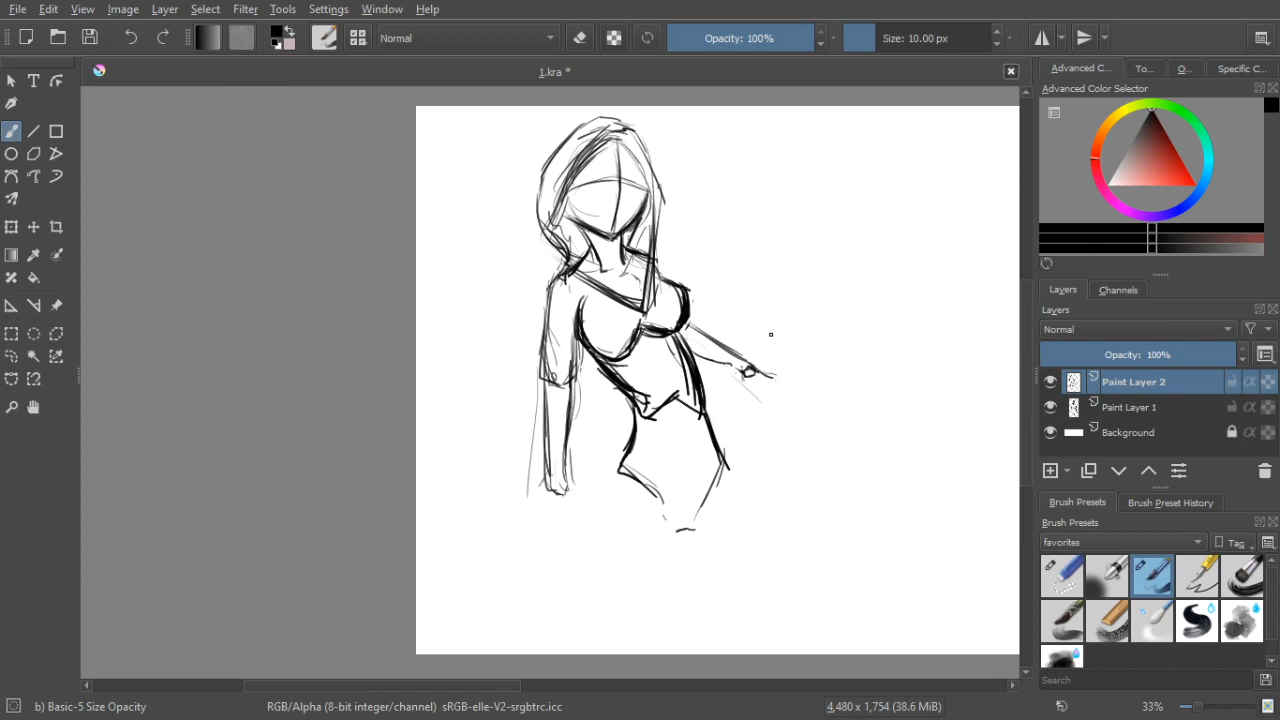 File Edit View Image Layer Select Filter Tools Settings Window Help
Normal Opacity: 100% Size: 10.00 px
1.kra *
Advanced C... To... O... Specific C...
Advanced Color Selector
Layers Channels
Layers
Normal
Opacity: 100%
Paint Layer 2
Paint Layer 1
Background
Brush Presets Brush Preset History
Brush Presets
favorites Tag
Search
b) Basic-5 Size Opacity RGB/Alpha (8-bit integer/channel) sRGB-elle-V2-srgbtrc.icc 4,480 x 1,754 (38.6 MiB) 33%